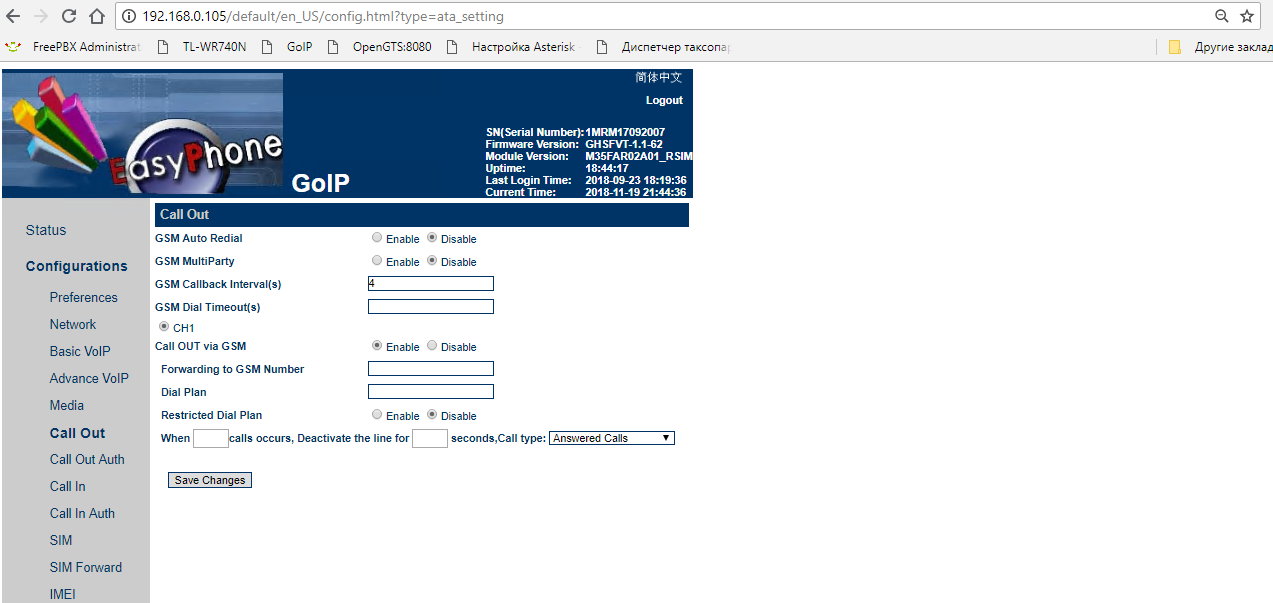 192.168.0.105/default/en_US/config.html?type=ata_setting
FreePBX Administrat TL-WR740N GoIP OpenGTS:8080 Настройка Asterisk Диспетчер таксопар Другие заклад
简体中文
Logout
EasyPhone
GoIP
SN(Serial Number): 1MRM17092007
Firmware Version: GHSFVT-1.1-62
Module Version: M35FAR02A01_RSIM
Uptime: 18:44:17
Last Login Time: 2018-09-23 18:19:36
Current Time: 2018-11-19 21:44:36
Status
Configurations
Preferences
Network
Basic VoIP
Advance VoIP
Media
Call Out
Call Out Auth
Call In
Call In Auth
SIM
SIM Forward
IMEI
Call Out
GSM Auto Redial Enable Disable
GSM MultiParty Enable Disable
GSM Callback Interval(s) 4
GSM Dial Timeout(s)
CH1
Call OUT via GSM Enable Disable
Forwarding to GSM Number
Dial Plan
Restricted Dial Plan Enable Disable
When calls occurs, Deactivate the line for seconds,Call type: Answered Calls
Save Changes